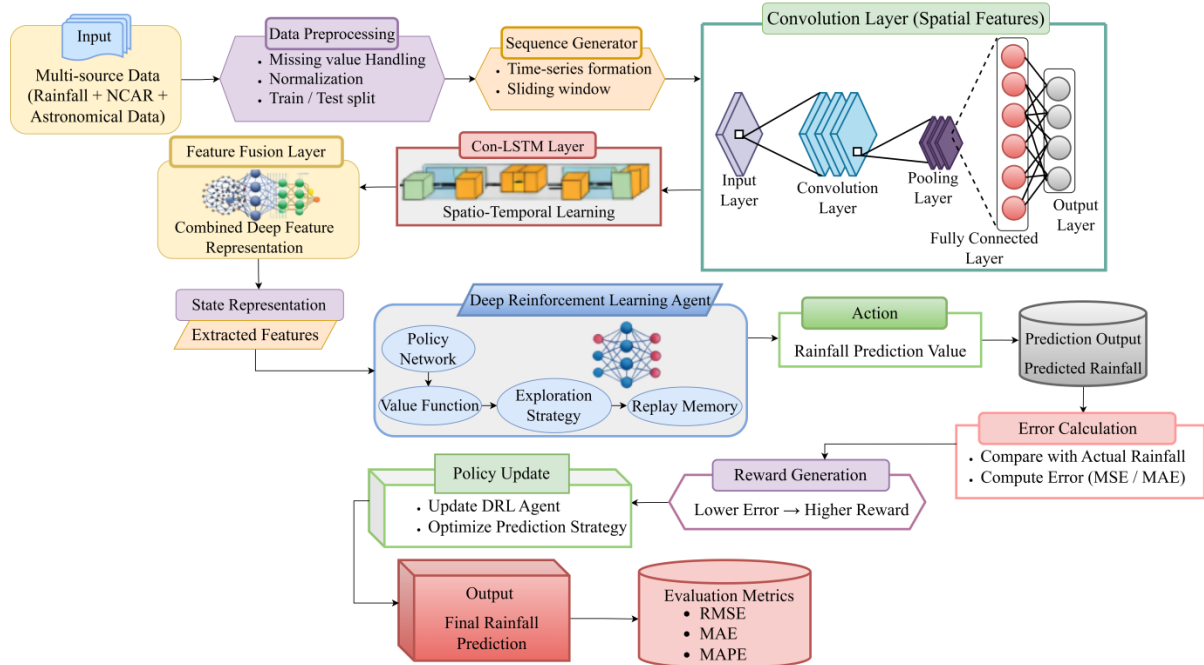 Input
Multi-source Data
(Rainfall + NCAR +
Astronomical Data)
Data Preprocessing
• Missing value Handling
• Normalization
• Train / Test split
Sequence Generator
• Time-series formation
• Sliding window
Convolution Layer (Spatial Features)
Input
Layer
Convolution
Layer
Pooling
Layer
Fully Connected
Layer
Output
Layer
Con-LSTM Layer
Spatio-Temporal Learning
Feature Fusion Layer
Combined Deep Feature
Representation
State Representation
Extracted Features
Deep Reinforcement Learning Agent
Policy
Network
Value Function
Exploration
Strategy
Replay Memory
Action
Rainfall Prediction Value
Prediction Output
Predicted Rainfall
Error Calculation
• Compare with Actual Rainfall
• Compute Error (MSE / MAE)
Reward Generation
Lower Error → Higher Reward
Policy Update
• Update DRL Agent
• Optimize Prediction Strategy
Output
Final Rainfall
Prediction
Evaluation Metrics
• RMSE
• MAE
• MAPE